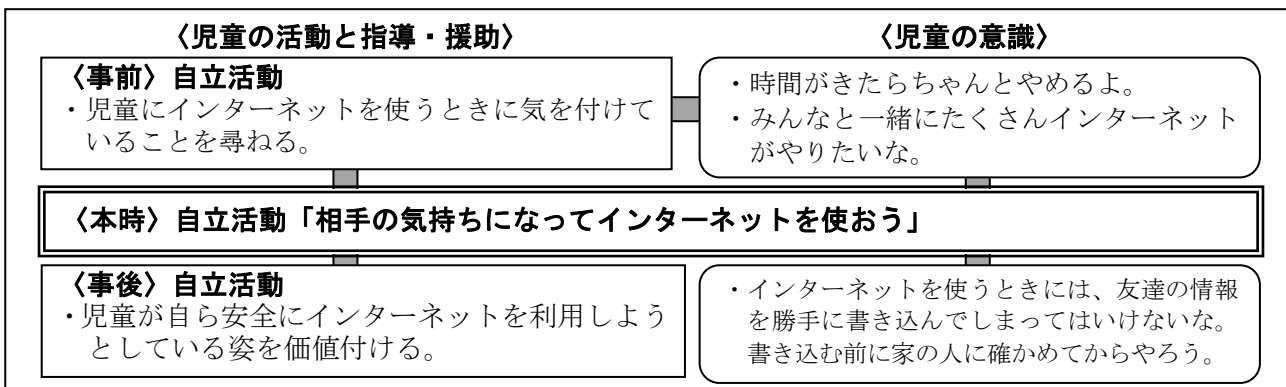 〈児童の活動と指導・援助〉
〈児童の意識〉
〈事前〉自立活動
・児童にインターネットを使うときに気を付けて
いることを尋ねる。
・時間がきたらちゃんとやめるよ。
・みんなと一緒にたくさんインターネット
がやりたいな。
〈本時〉自立活動「相手の気持ちになってインターネットを使おう」
〈事後〉自立活動
・児童が自ら安全にインターネットを利用しよう
としている姿を価値付ける。
・インターネットを使うときには、友達の情報
を勝手に書き込んでしまってはいけないな。
書き込む前に家の人に確かめてからやろう。